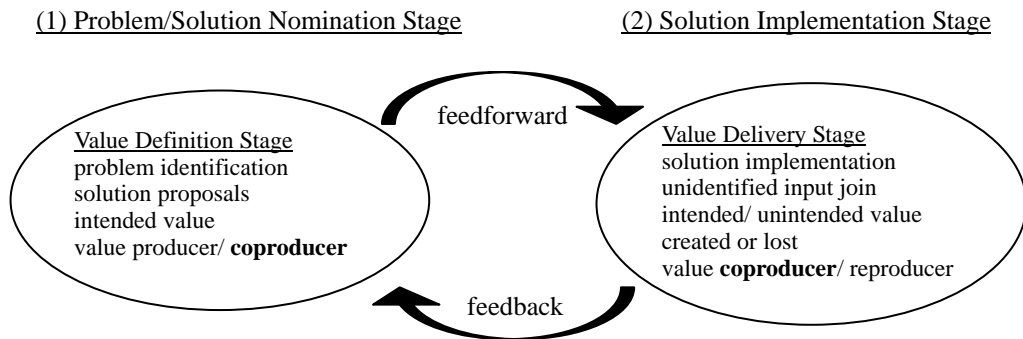 (1) Problem/Solution Nomination Stage
(2) Solution Implementation Stage
feedforward
Value Definition Stage
problem identification
solution proposals
intended value
value producer/ coproducer
Value Delivery Stage
solution implementation
unidentified input join
intended/ unintended value
created or lost
value coproducer/ reproducer
feedback